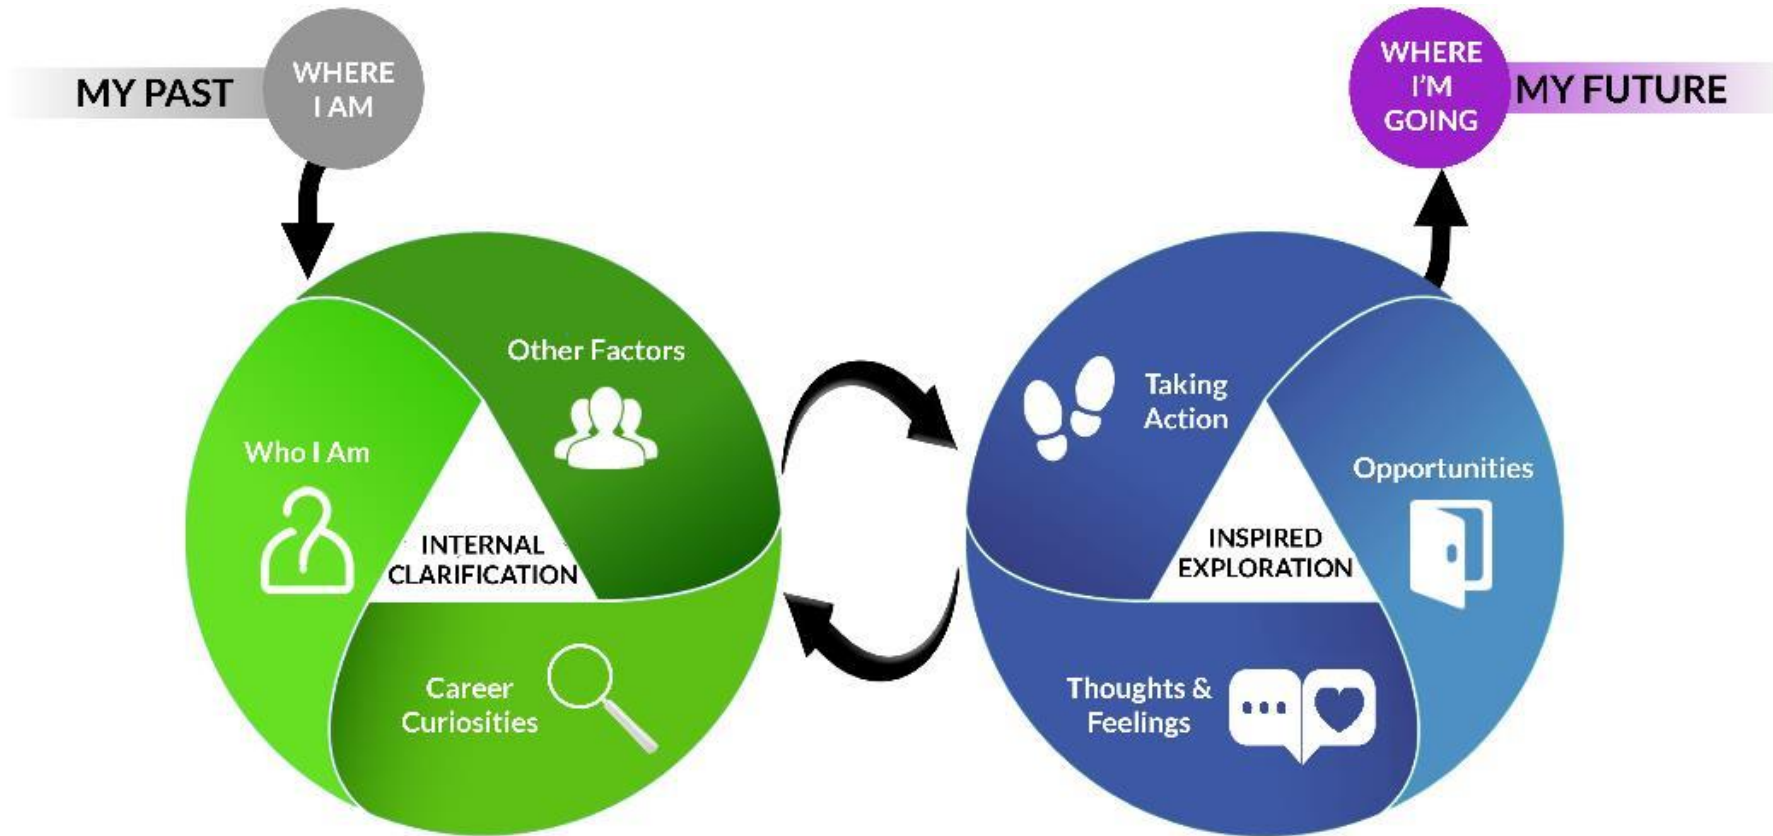 MY PAST
WHERE
I AM
WHERE
I'M
GOING
MY FUTURE
Other Factors
Who I Am
INTERNAL
CLARIFICATION
Career
Curiosities
Taking
Action
Opportunities
INSPIRED
EXPLORATION
Thoughts &
Feelings